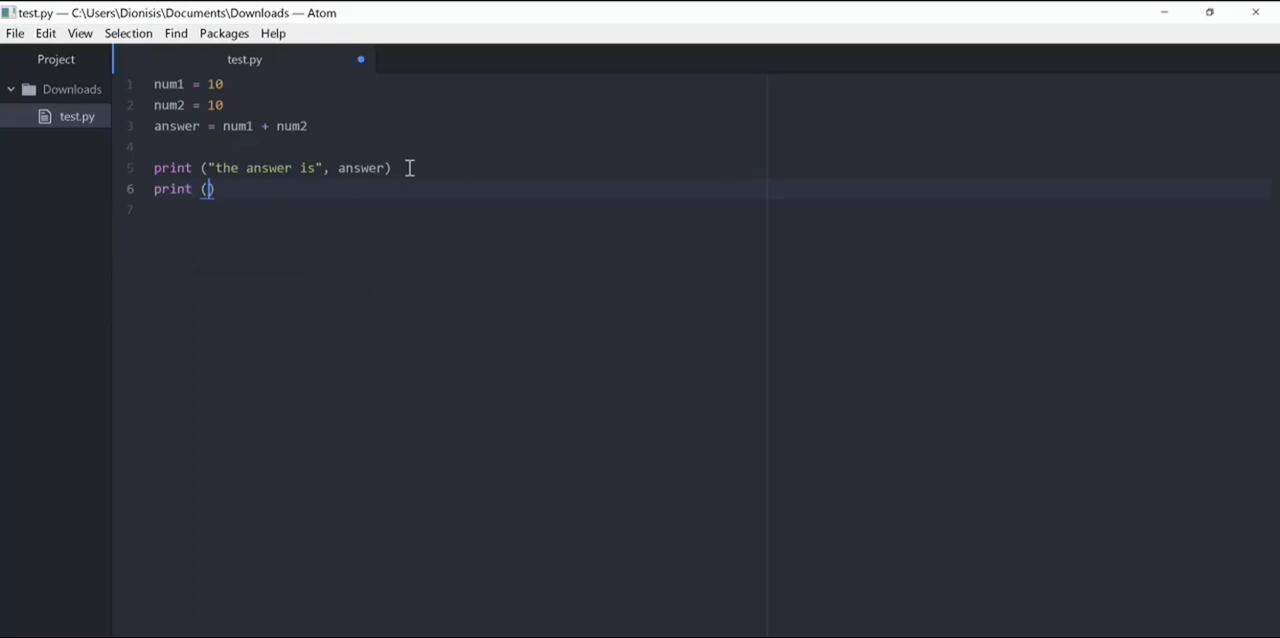 test.py — C:\Users\Dionisis\Documents\Downloads — Atom
File Edit View Selection Find Packages Help
Project
test.py
Downloads
test.py
1 num1 = 10
2 num2 = 10
3 answer = num1 + num2
4
5 print ("the answer is", answer)
6 print ()
7